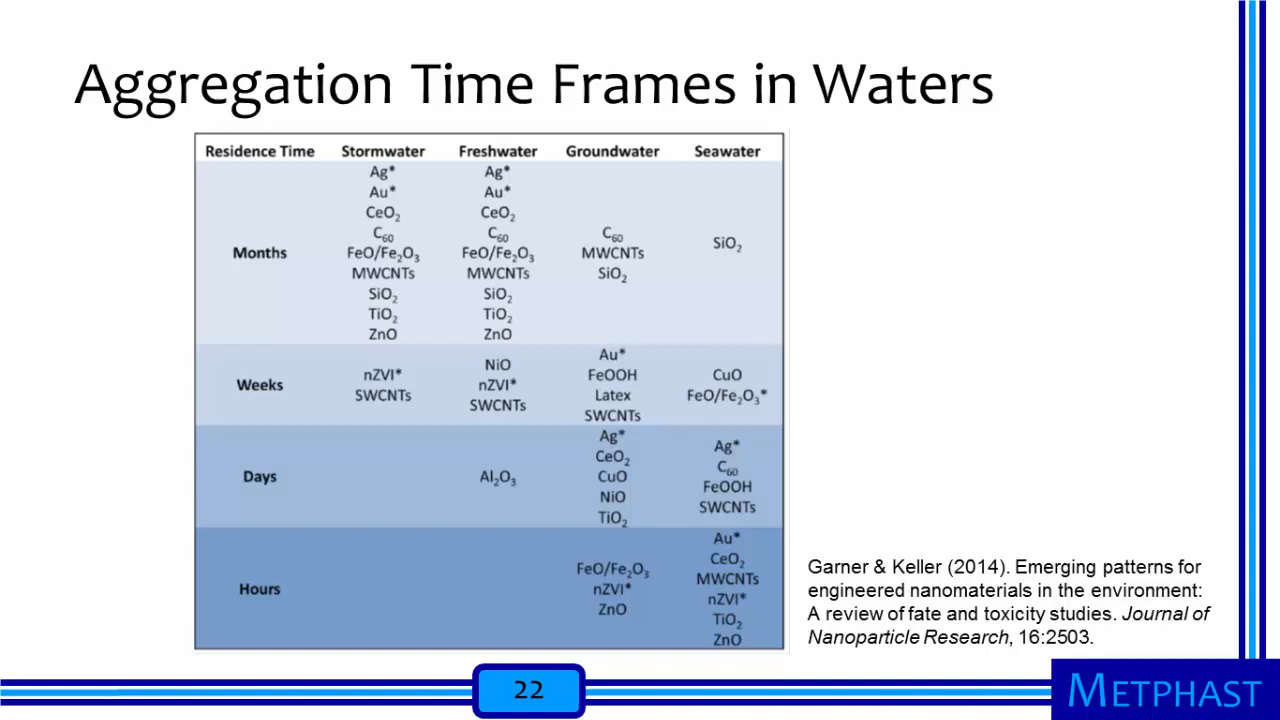 Aggregation Time Frames in Waters
Residence Time Stormwater Freshwater Groundwater Seawater
Months
Ag*
Au*
CeO₂
C₆₀
FeO/Fe₂O₃
MWCNTs
SiO₂
TiO₂
ZnO
Ag*
Au*
CeO₂
C₆₀
FeO/Fe₂O₃
MWCNTs
SiO₂
TiO₂
ZnO
C₆₀
MWCNTs
SiO₂
SiO₂
Weeks
nZVI*
SWCNTs
NiO
nZVI*
SWCNTs
Au*
FeOOH
Latex
SWCNTs
CuO
FeO/Fe₂O₃*
Days
Al₂O₃
Ag*
CeO₂
CuO
NiO
TiO₂
Ag*
C₆₀
FeOOH
SWCNTs
Hours
FeO/Fe₂O₃
nZVI*
ZnO
Au*
CeO₂
MWCNTs
nZVI*
TiO₂
ZnO
Garner & Keller (2014). Emerging patterns for
engineered nanomaterials in the environment:
A review of fate and toxicity studies. Journal of
Nanoparticle Research, 16:2503.
22
METPHAST